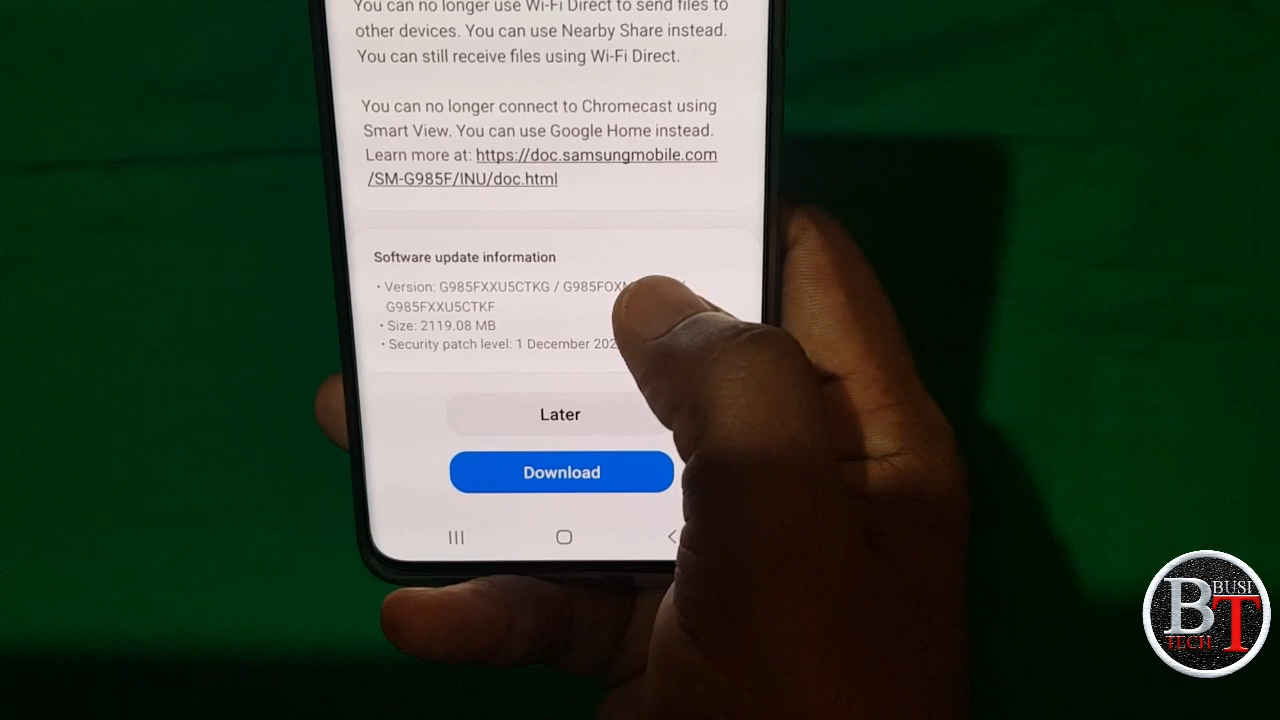 You can no longer use Wi-Fi Direct to send files to
other devices. You can use Nearby Share instead.
You can still receive files using Wi-Fi Direct.
You can no longer connect to Chromecast using
Smart View. You can use Google Home instead.
Learn more at: https://doc.samsungmobile.com
/SM-G985F/INU/doc.html
Software update information
• Version: G985FXXU5CTKG /
G985FXXU5CTKF
• Size: 2119.08 MB
• Security patch level: 1 December
Later
Download
BUSI
BT
TECH